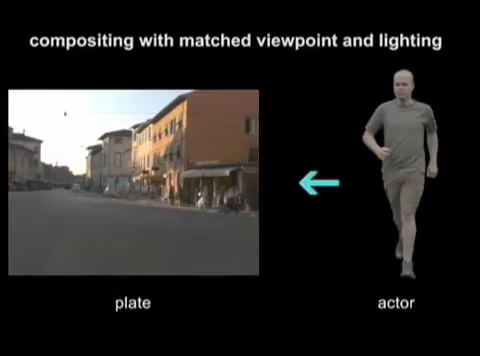 compositing with matched viewpoint and lighting
plate
actor